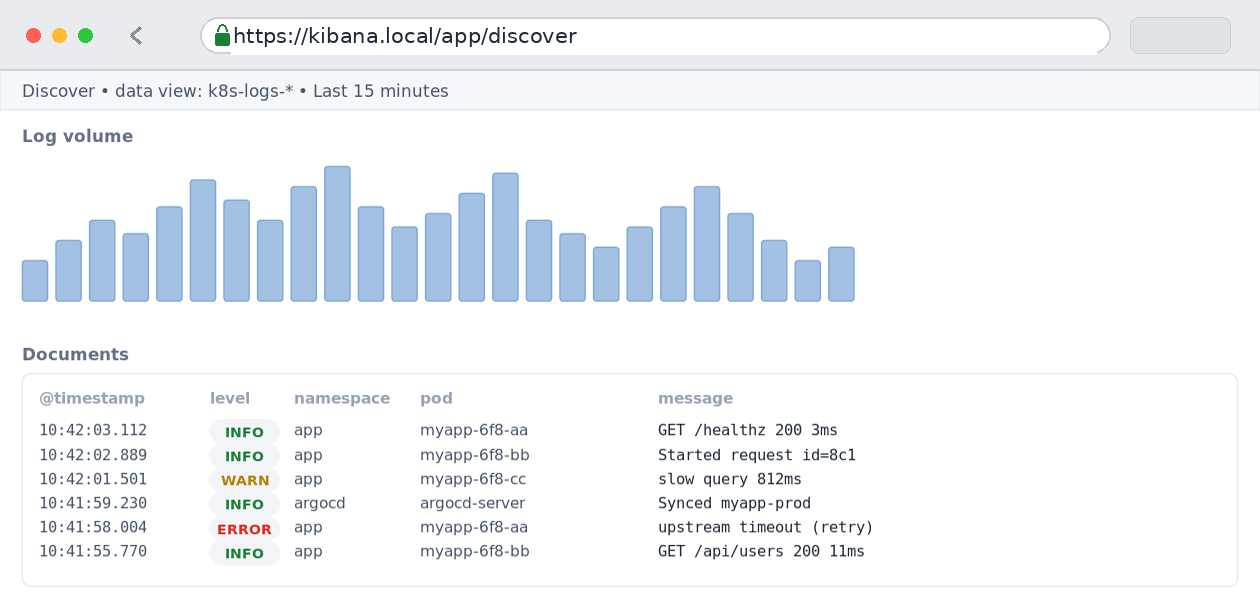 https://kibana.local/app/discover
Discover • data view: k8s-logs-* • Last 15 minutes
Log volume
Documents
@timestamp level namespace pod message
10:42:03.112 INFO app myapp-6f8-aa GET /healthz 200 3ms
10:42:02.889 INFO app myapp-6f8-bb Started request id=8c1
10:42:01.501 WARN app myapp-6f8-cc slow query 812ms
10:41:59.230 INFO argocd argocd-server Synced myapp-prod
10:41:58.004 ERROR app myapp-6f8-aa upstream timeout (retry)
10:41:55.770 INFO app myapp-6f8-bb GET /api/users 200 11ms